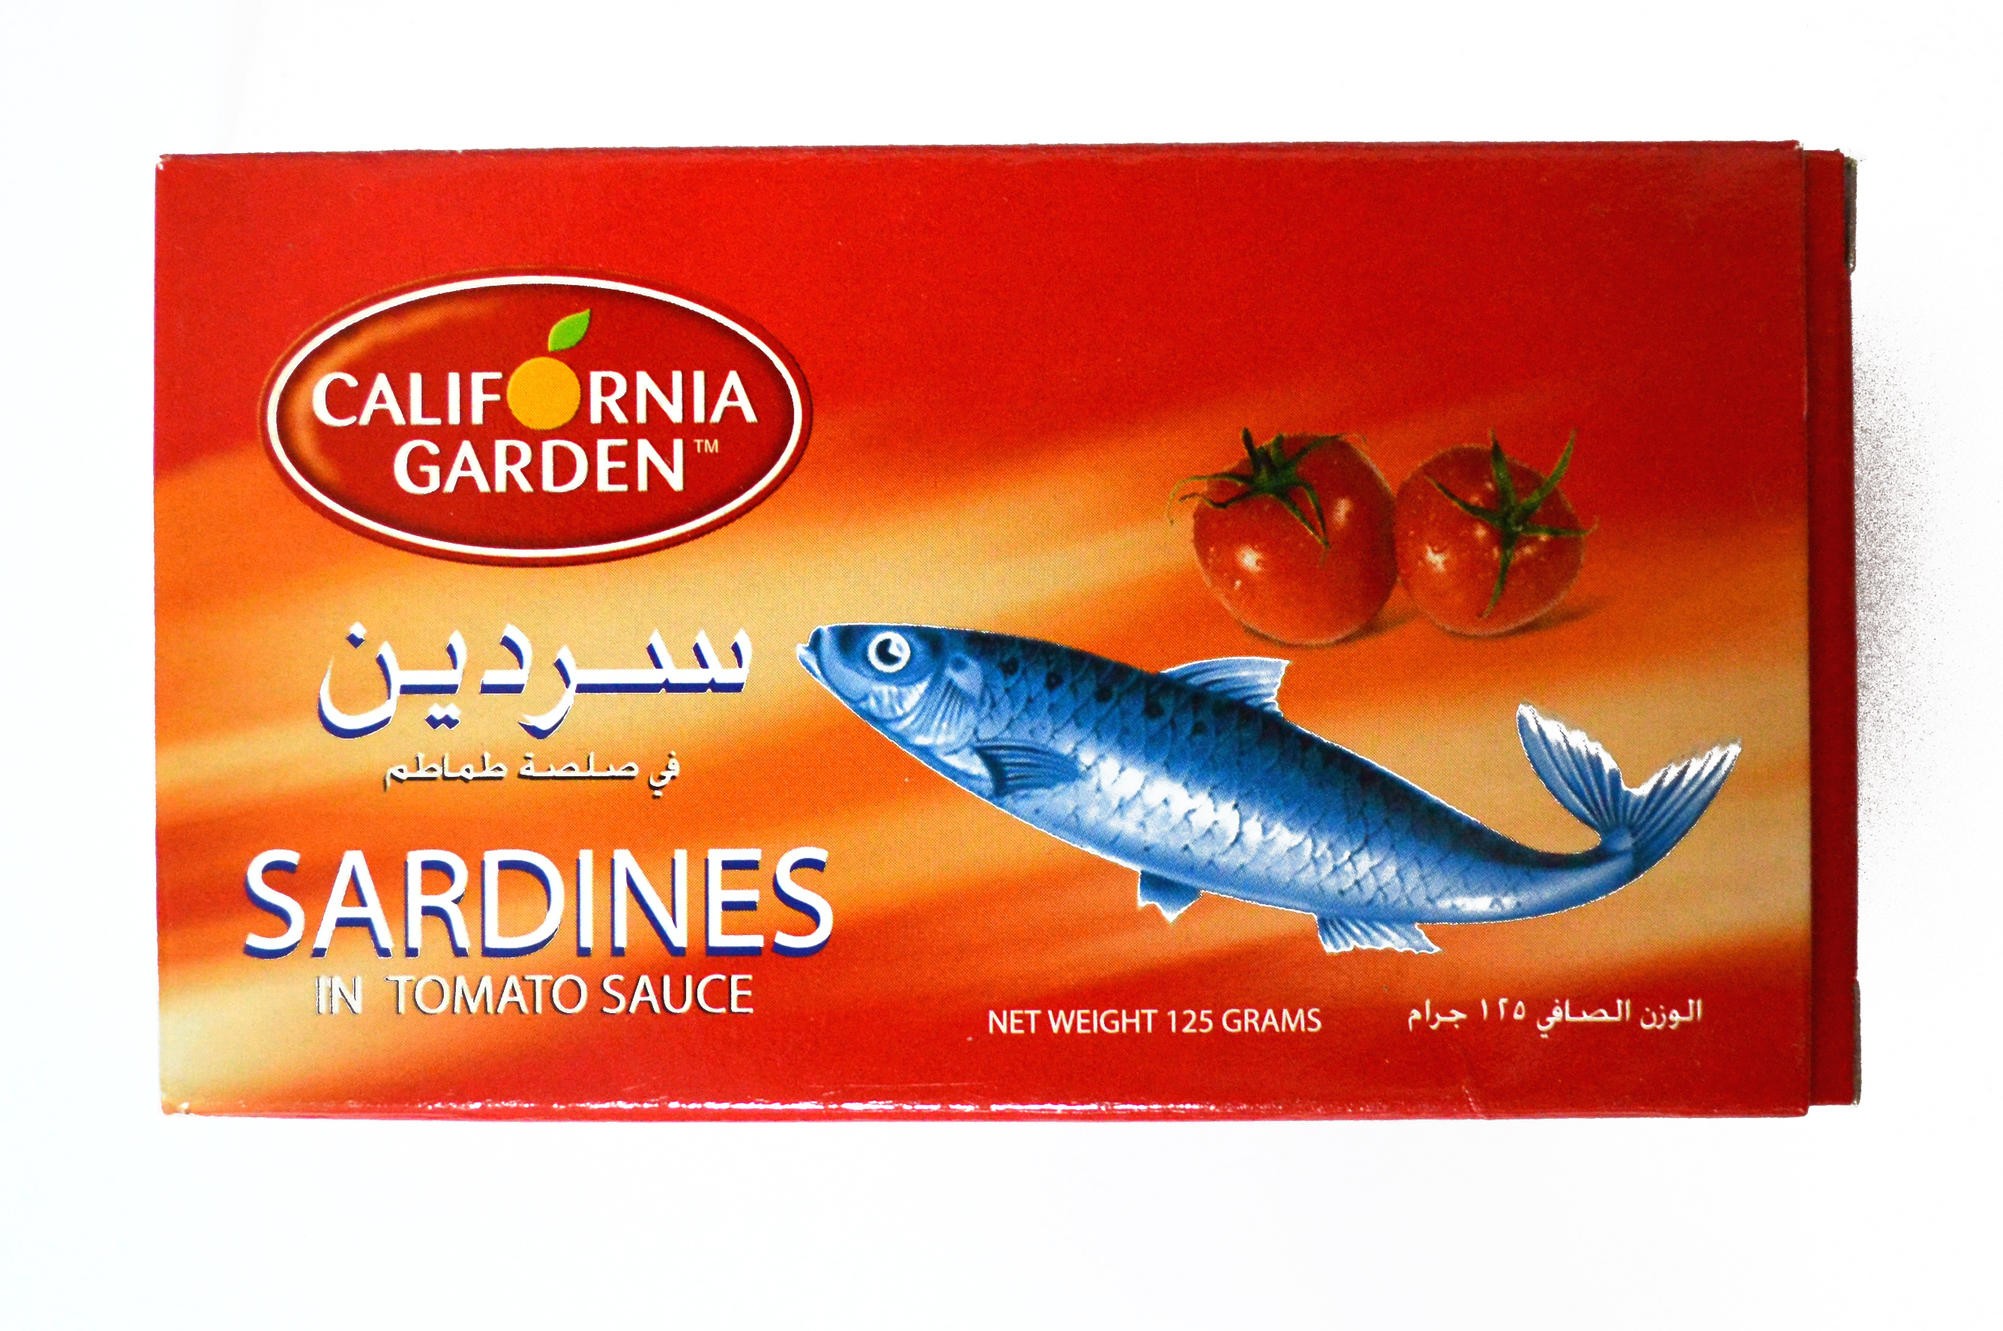 CALIFORNIA
GARDEN™
سردين
في صلصة طماطم
SARDINES
IN TOMATO SAUCE
NET WEIGHT 125 GRAMS
الوزن الصافي ١٢٥ جرام